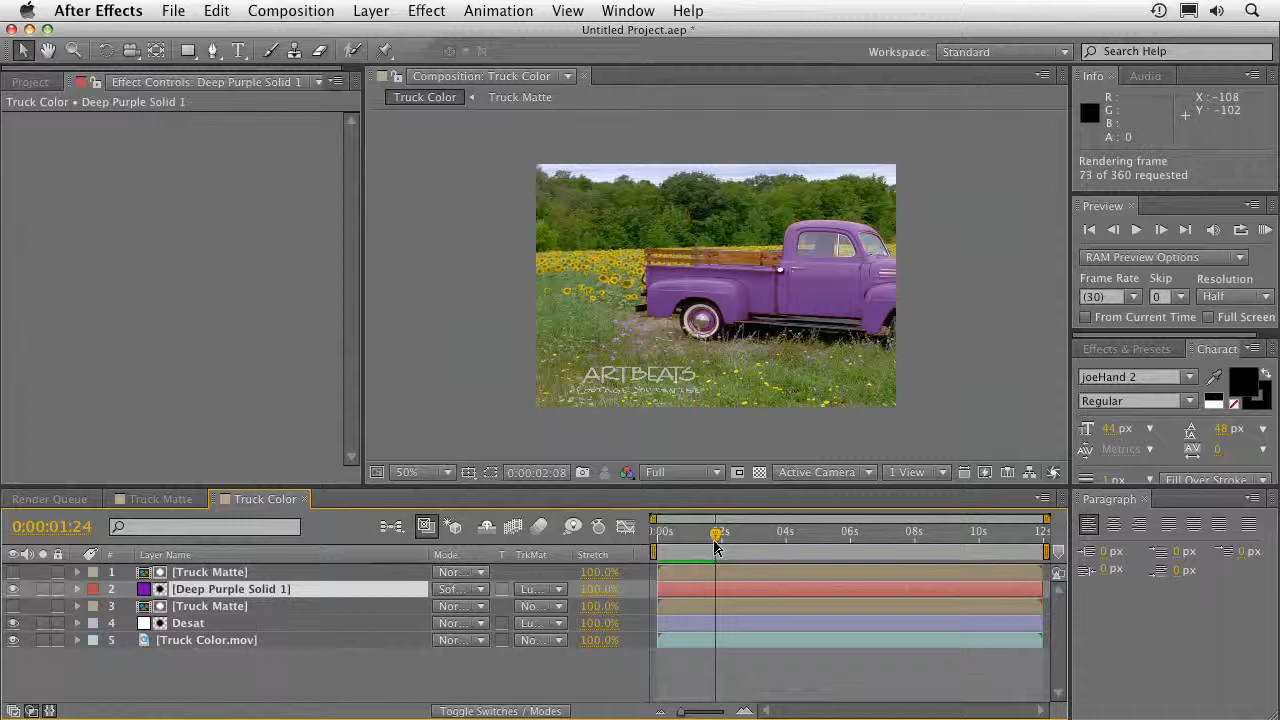 After Effects File Edit Composition Layer Effect Animation View Window Help
Untitled Project.aep *
Workspace: Standard Search Help
Project Effect Controls: Deep Purple Solid 1 Composition: Truck Color Info Audio
Truck Color • Deep Purple Solid 1 Truck Color Truck Matte
R : X : -108
G : Y : -102
B :
A : 0
Rendering frame
73 of 360 requested
Preview
RAM Preview Options
Frame Rate Skip Resolution
(30) 0 Half
From Current Time Full Screen
Effects & Presets Charact
joeHand 2
Regular
ARTBEATS
44 px 48 px
Metrics 0
50% 0:00:02:08 Full Active Camera 1 View
1 px Fill Over Stroke
Render Queue Truck Matte Truck Color Paragraph
0:00:01:24 :00s 2s 04s 06s 08s 10s 12s
# Layer Name Mode T TrkMat Stretch
1 [Truck Matte] Nor... 100.0%
2 [Deep Purple Solid 1] Sof... Lu... 100.0%
3 [Truck Matte] Nor... No... 100.0%
4 Desat Nor... Lu... 100.0%
5 [Truck Color.mov] Nor... No... 100.0%
0 px 0 px 0 px
0 px 0 px
Toggle Switches / Modes